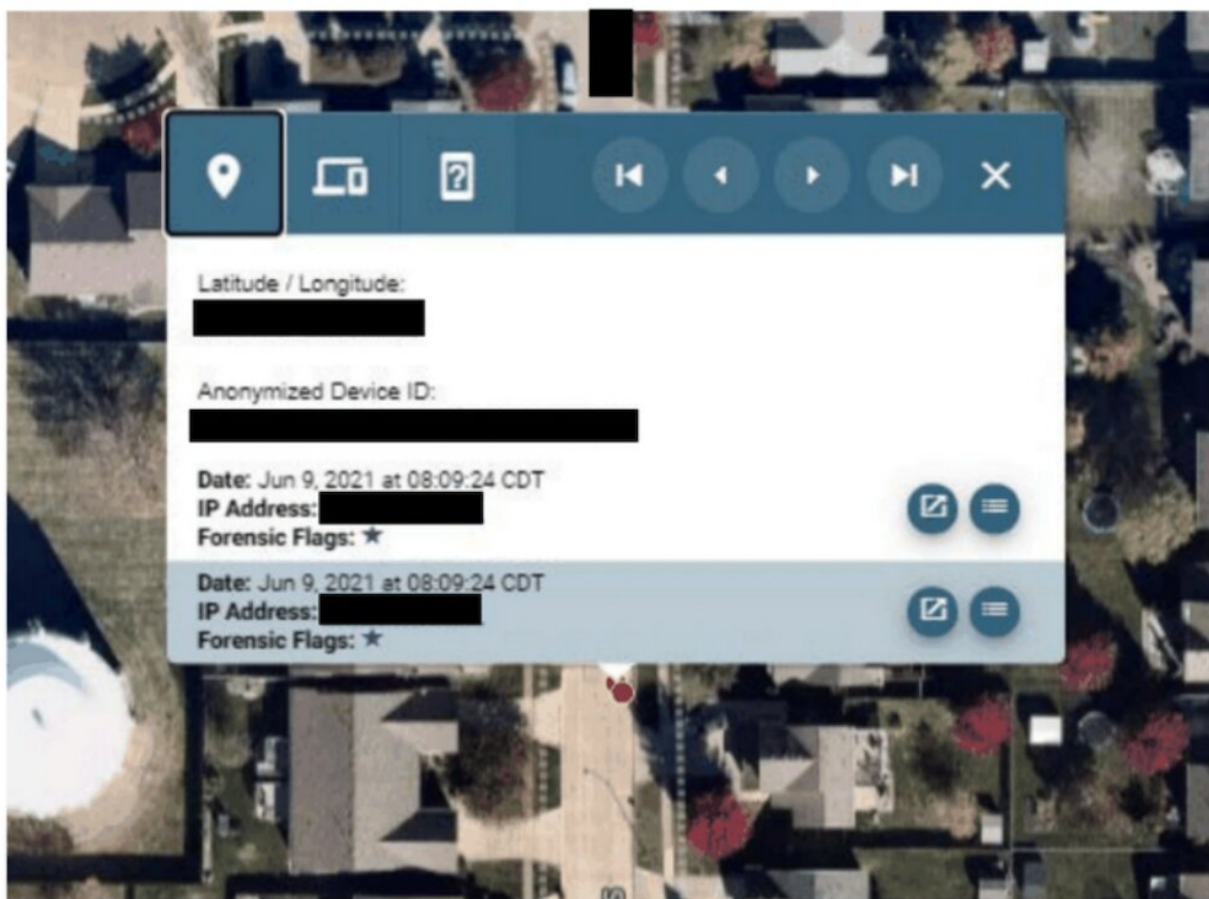 Latitude / Longitude:
Anonymized Device ID:
Date: Jun 9, 2021 at 08:09:24 CDT
IP Address:
Forensic Flags: ★
Date: Jun 9, 2021 at 08:09:24 CDT
IP Address:
Forensic Flags: ★